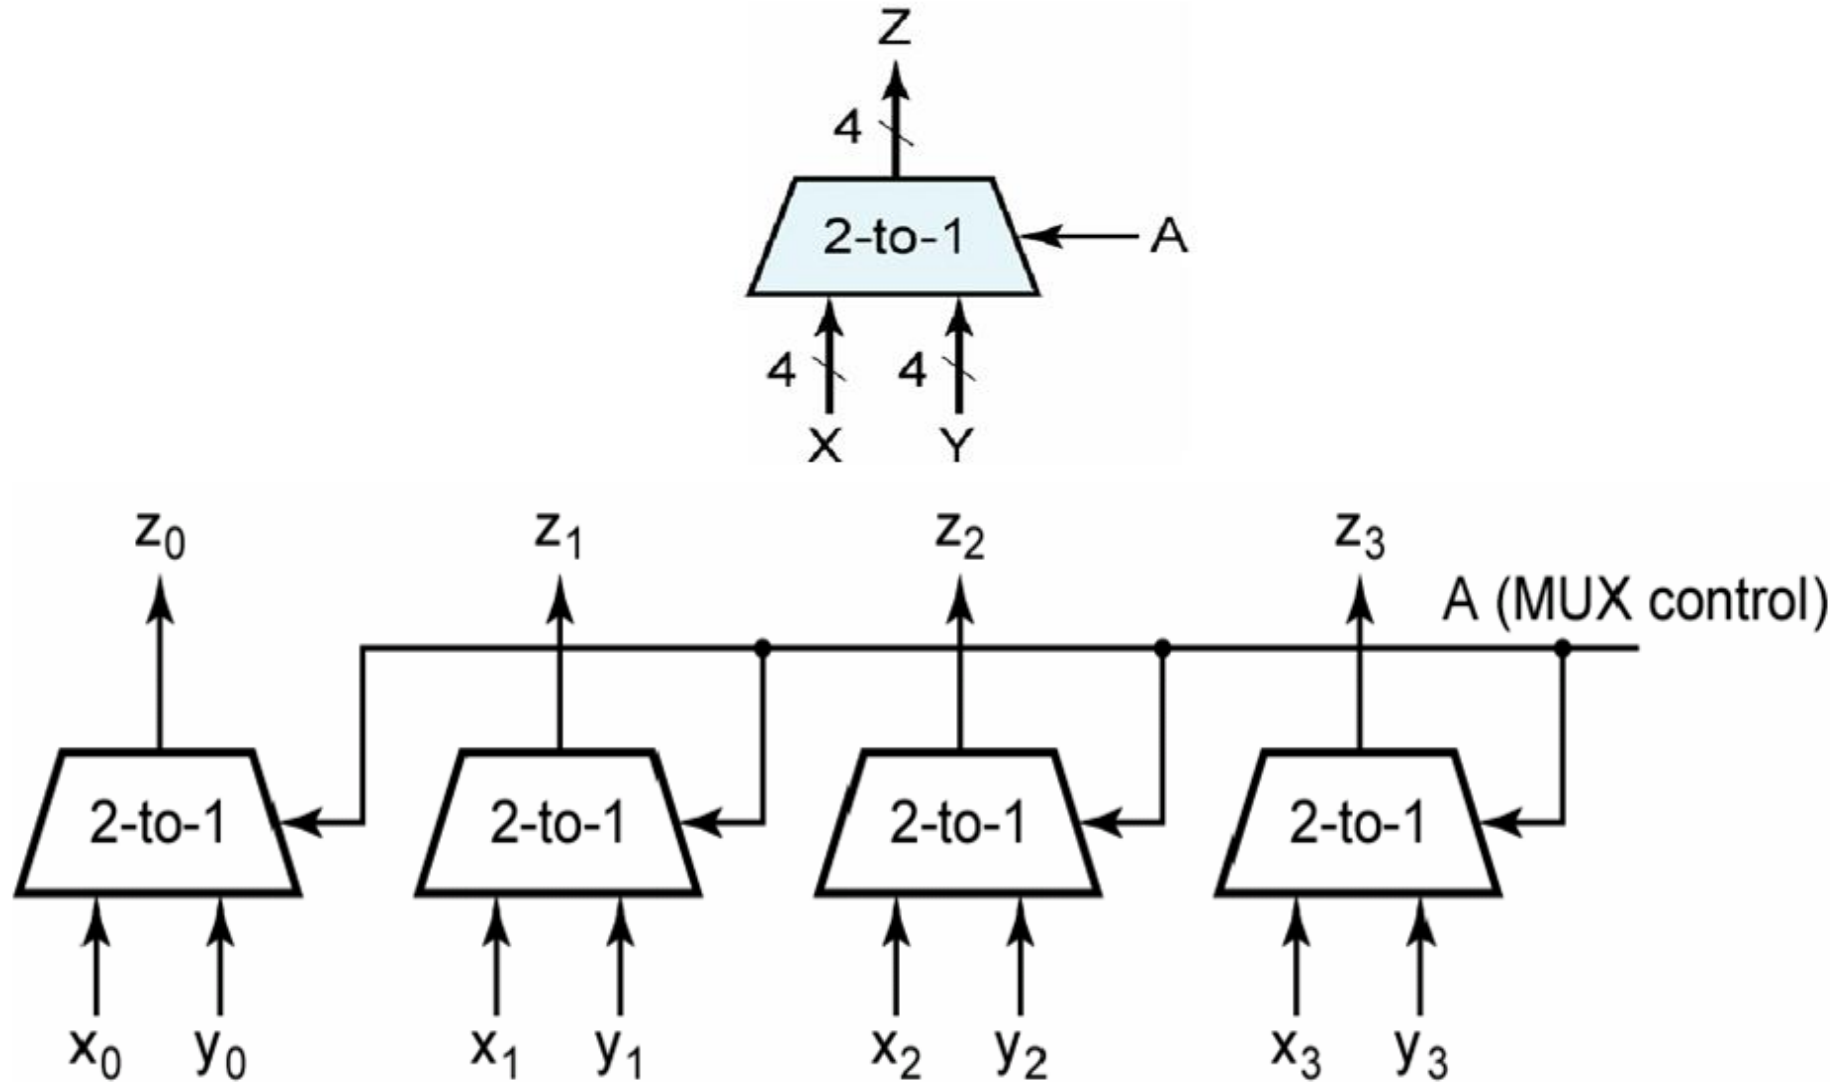 Z
4
2-to-1 A
4 4
X Y
z0 z1 z2 z3
A (MUX control)
2-to-1 2-to-1 2-to-1 2-to-1
x0 y0 x1 y1 x2 y2 x3 y3